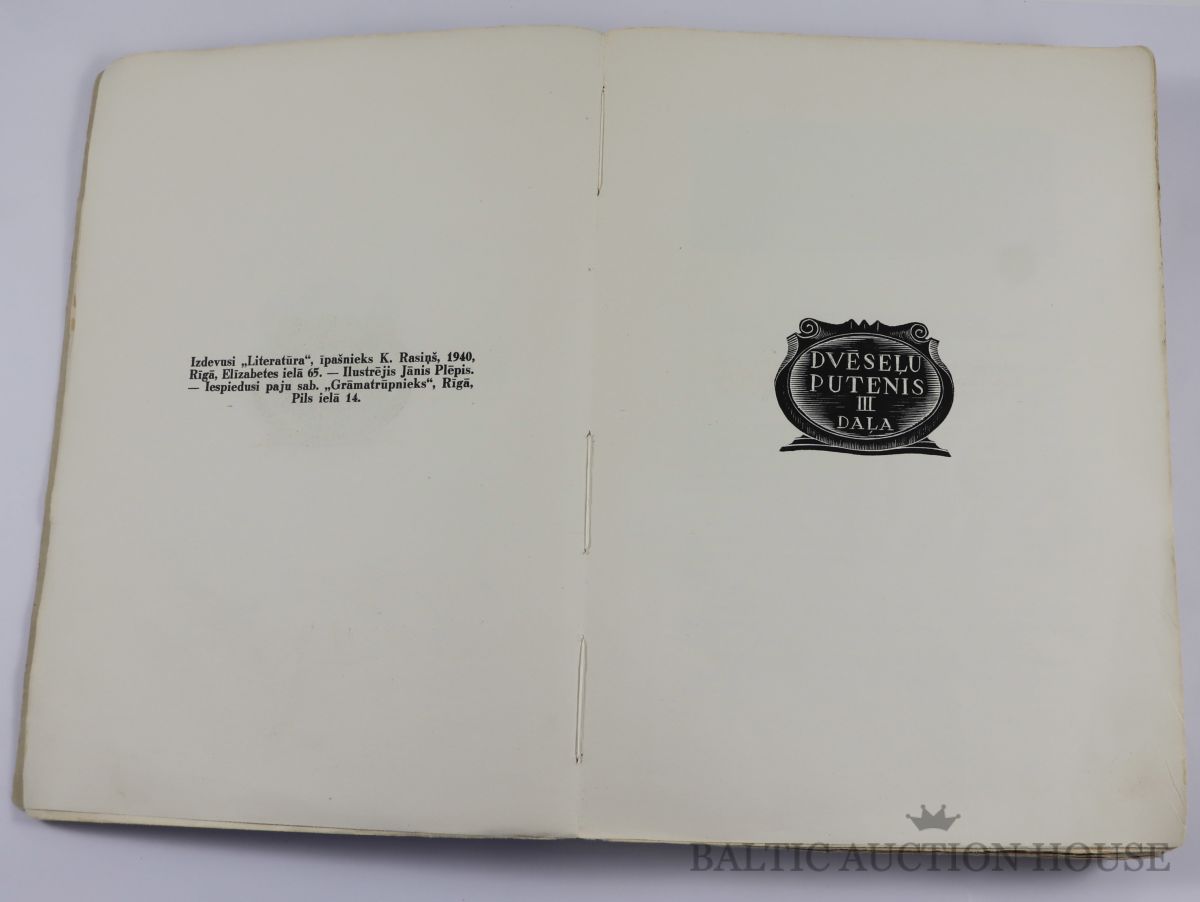 Izdevusi „Literatūra“, īpašnieks K. Rasiņš, 1940,
Rīgā, Elīzabetes ielā 65. — Ilustrējis Jānis Plēpis.
— Iespiedusi paju sab. „Grāmatrūpnieks“, Rīgā,
Pils ielā 14.
DVĒSEĻU
PUTENIS
III
DAĻA
BALTIC AUCTION HOUSE